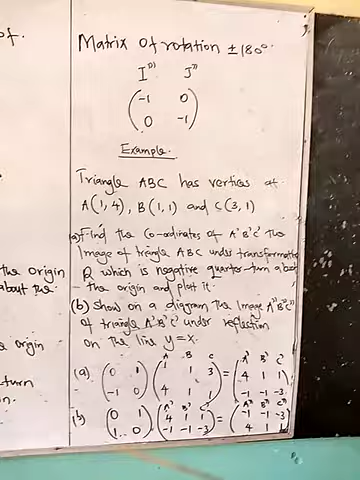 of.
Matrix of rotation ±180°.
I'' J''
(-1 0
0 -1)
Example.
Triangle ABC has vertices at
A(1,4), B(1,1) and C(3,1)
(a) Find the Co-ordinates of A'B'C' the
Image of triangle ABC under transformation
R which is negative quarter-turn about
the origin and plot it.
(b) Show on a diagram the Image A''B''C''
of triangle A'B'C' under reflection
on the line y=x.
A B C A' B' C'
(a) (0 1 (1 1 3 = (4 1 1
-1 0) 4 1 1) -1 -1 -3)
A' B' C' A'' B'' C''
(b) (0 1 (4 1 1 = (-1 -1 -3
1 0) -1 -1 -3) 4 1 1)
the origin
about the
origin
turn